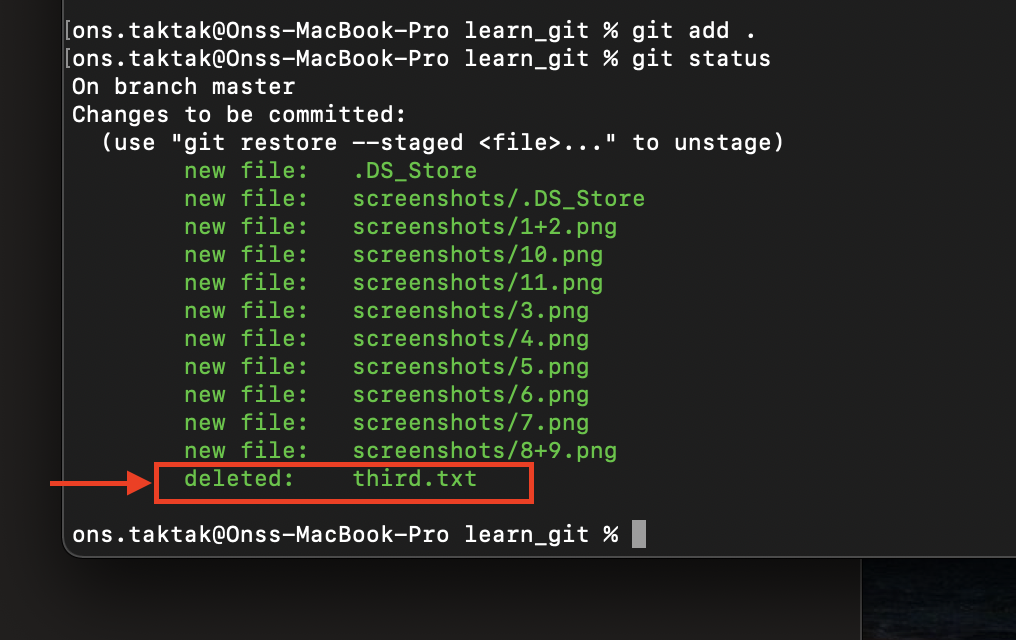 [ons.taktak@Onss-MacBook-Pro learn_git % git add .
[ons.taktak@Onss-MacBook-Pro learn_git % git status
On branch master
Changes to be committed:
  (use "git restore --staged <file>..." to unstage)
        new file:   .DS_Store
        new file:   screenshots/.DS_Store
        new file:   screenshots/1+2.png
        new file:   screenshots/10.png
        new file:   screenshots/11.png
        new file:   screenshots/3.png
        new file:   screenshots/4.png
        new file:   screenshots/5.png
        new file:   screenshots/6.png
        new file:   screenshots/7.png
        new file:   screenshots/8+9.png
        deleted:    third.txt
ons.taktak@Onss-MacBook-Pro learn_git %